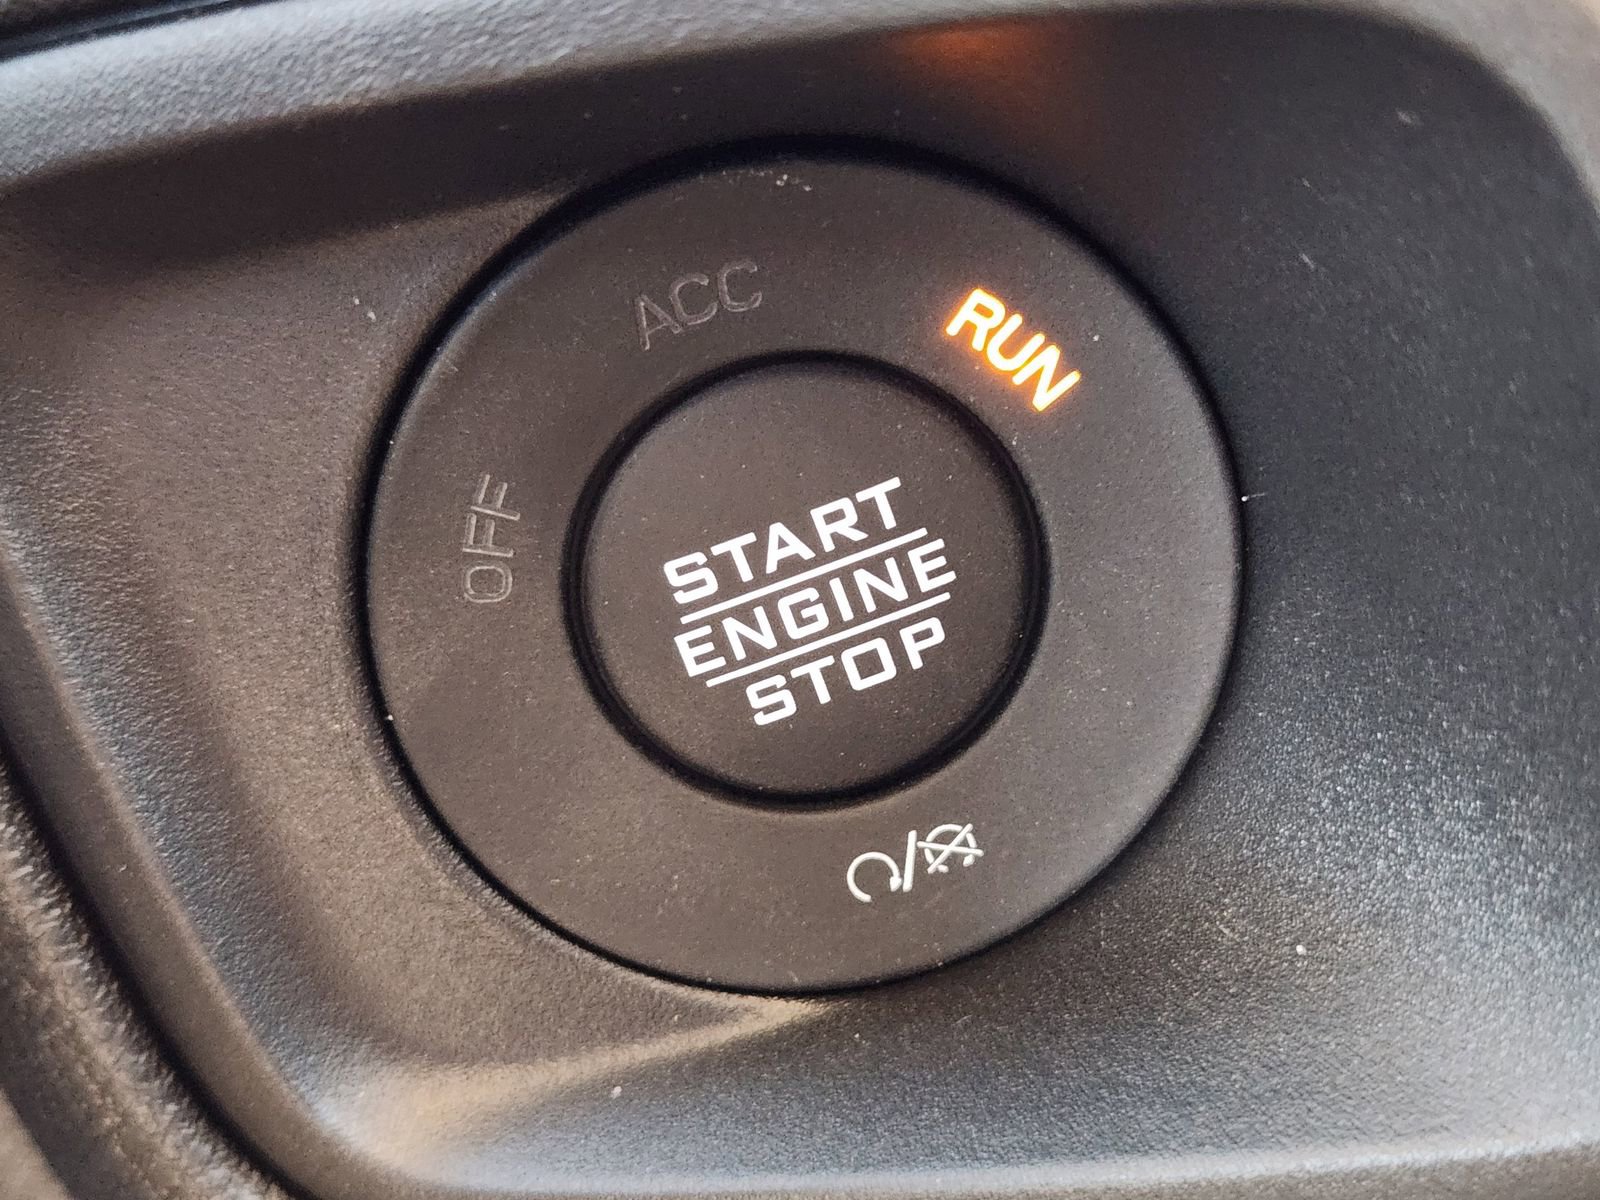 ACC
RUN
OFF
START
ENGINE
STOP